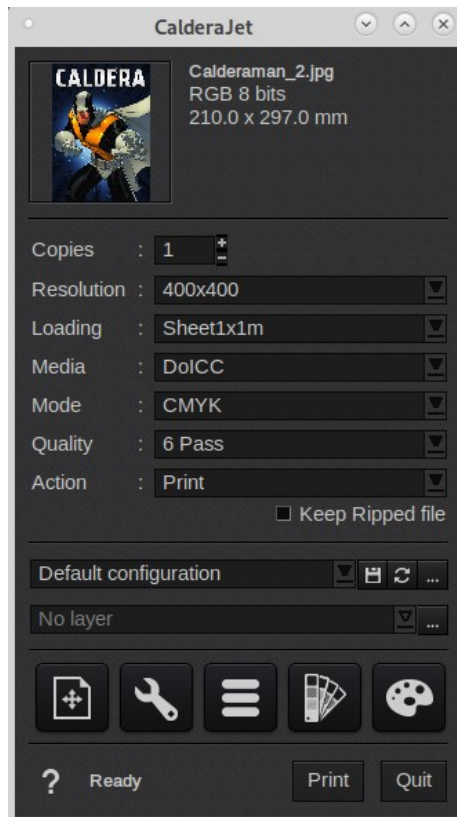 CalderaJet
CALDERA
Calderaman_2.jpg
RGB 8 bits
210.0 x 297.0 mm
Copies : 1
Resolution : 400x400
Loading : Sheet1x1m
Media : DoICC
Mode : CMYK
Quality : 6 Pass
Action : Print
Keep Ripped file
Default configuration ...
No layer ...
? Ready Print Quit